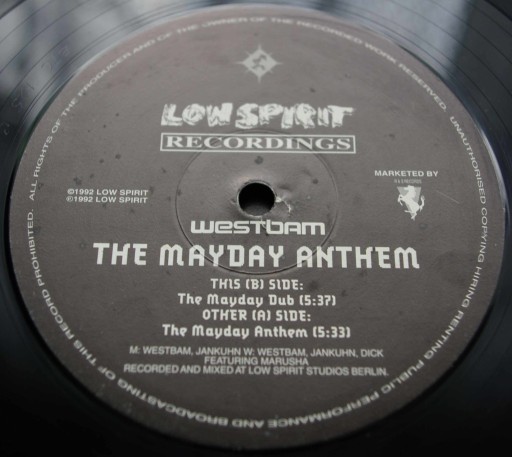 ALL RIGHTS OF THE PRODUCER AND OF THE OWNER OF THE RECORDED WORK RESERVED. UNAUTHORISED COPYING HIRING RENTING PUBLIC PERFORMANCE AND BROADCASTING OF THIS RECORD PROHIBITED.
LOW SPIRIT
RECORDINGS
MARKETED BY
©1992 LOW SPIRIT
©1992 LOW SPIRIT
westbam
THE MAYDAY ANTHEM
THIS (B) SIDE:
The Mayday Dub (5:37)
OTHER (A) SIDE:
The Mayday Anthem (5:33)
M: WESTBAM, JANKUHN W: WESTBAM, JANKUHN, DICK
FEATURING MARUSHA
RECORDED AND MIXED AT LOW SPIRIT STUDIOS BERLIN.